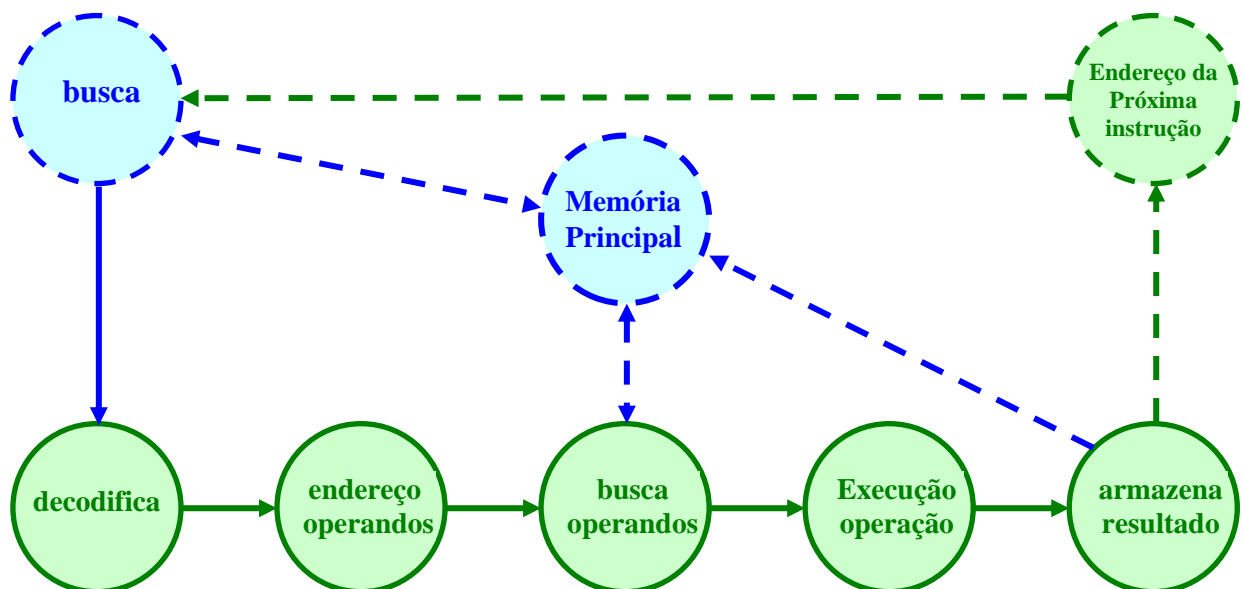 busca
Endereço da
Próxima
instrução
Memória
Principal
decodifica
endereço
operandos
busca
operandos
Execução
operação
armazena
resultado